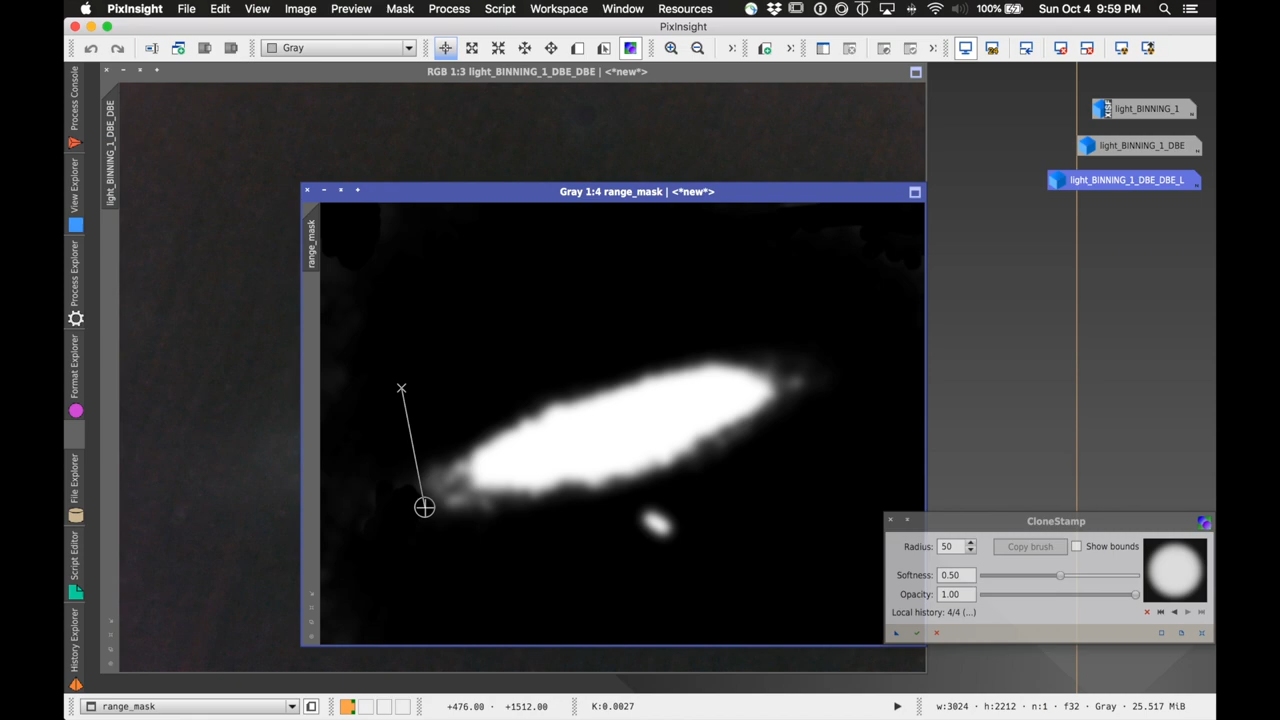 PixInsight File Edit View Image Preview Mask Process Script Workspace Window Resources 100% Sun Oct 4 9:59 PM
PixInsight
Gray
RGB 1:3 light_BINNING_1_DBE_DBE | <*new*>
Process Console
View Explorer
Process Explorer
Format Explorer
File Explorer
Script Editor
History Explorer
light_BINNING_1_DBE_DBE
Gray 1:4 range_mask | <*new*>
range_mask
light_BINNING_1
light_BINNING_1_DBE
light_BINNING_1_DBE_DBE_L
CloneStamp
Radius: 50 Copy brush Show bounds
Softness: 0.50
Opacity: 1.00
Local history: 4/4 (...)
range_mask +476.00 +1512.00 K:0.0027 w:3024 · h:2212 · n:1 · f32 · Gray · 25.517 MiB